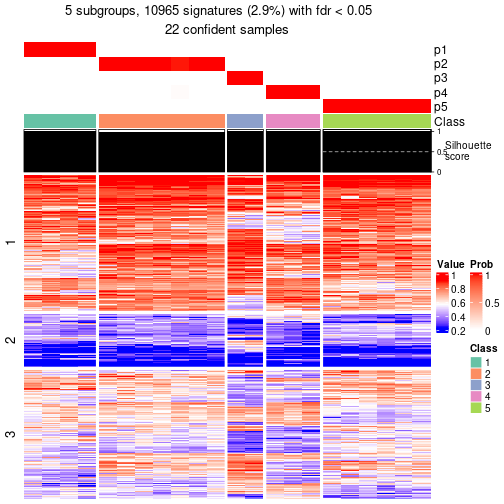 5 subgroups, 10965 signatures (2.9%) with fdr < 0.05
22 confident samples
p1
p2
p3
p4
p5
Class
1
0.5
0
Silhouette
score
1
2
3
Value
1
0.8
0.6
0.4
0.2
Prob
1
0.5
0
Class
1
2
3
4
5